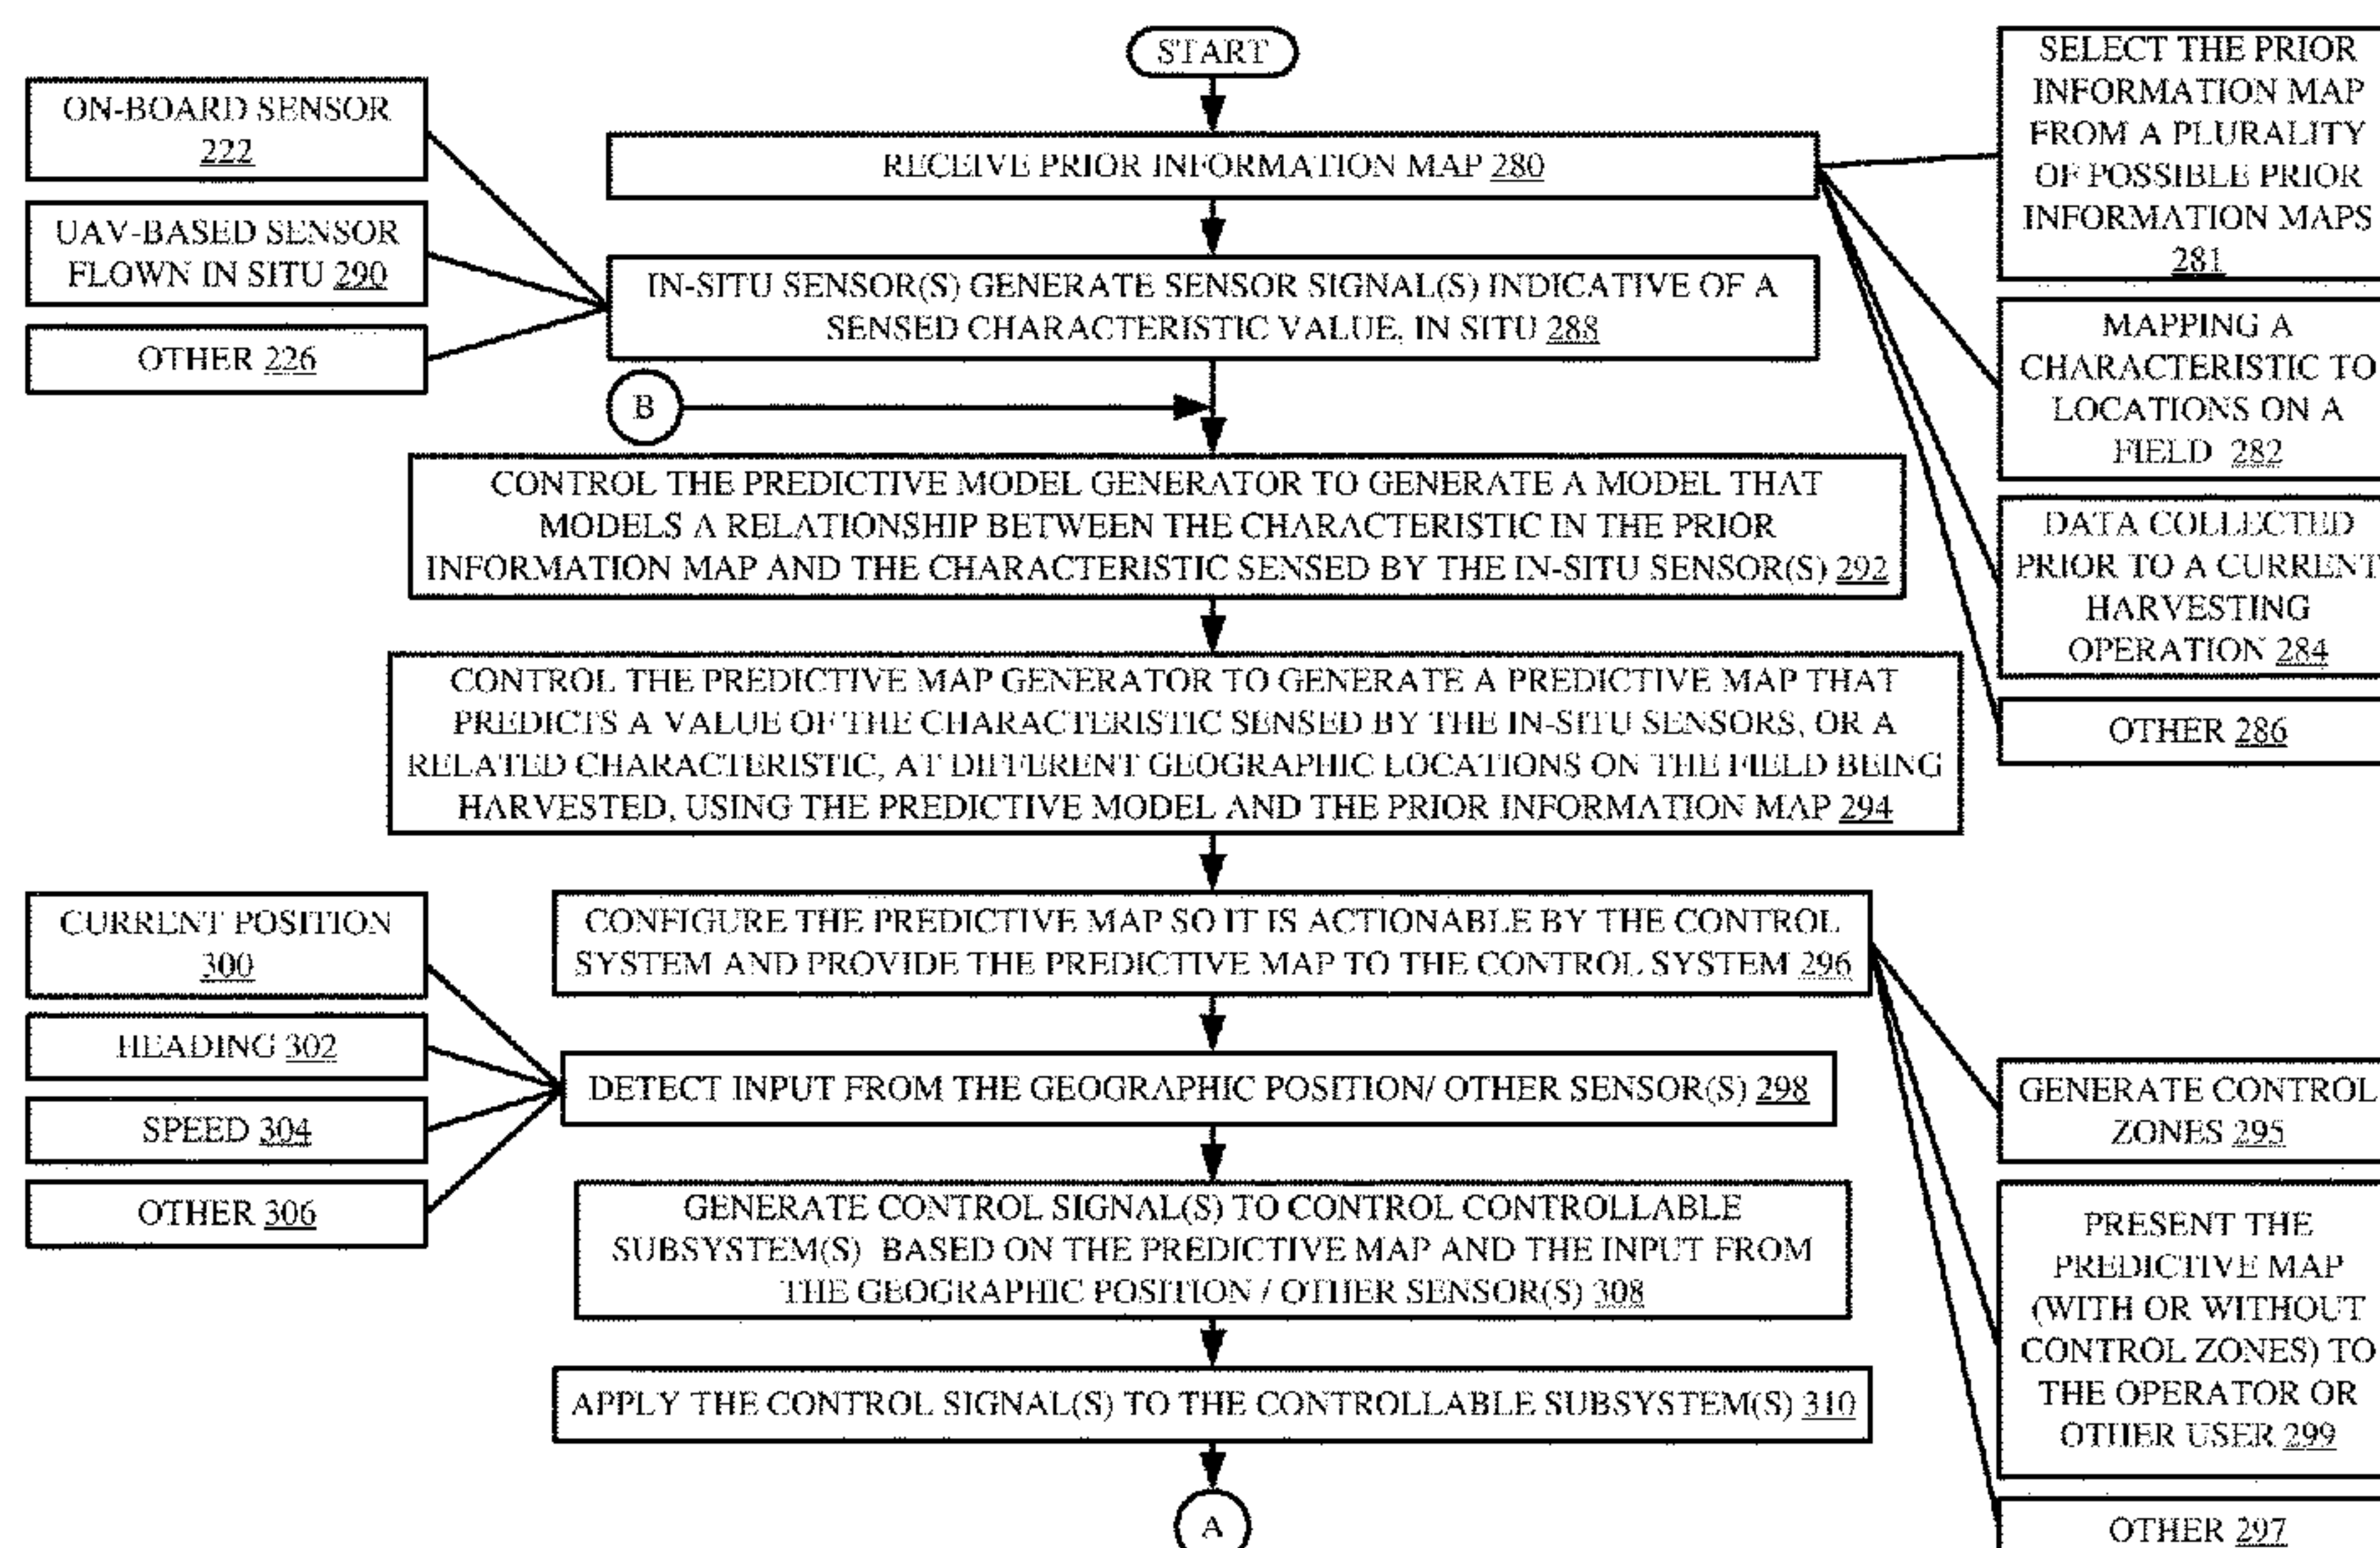 START
ON-BOARD SENSOR
222
UAV-BASED SENSOR
FLOWN IN SITU 290
OTHER 226
RECEIVE PRIOR INFORMATION MAP 280
IN-SITU SENSOR(S) GENERATE SENSOR SIGNAL(S) INDICATIVE OF A
SENSED CHARACTERISTIC VALUE, IN SITU 288
SELECT THE PRIOR
INFORMATION MAP
FROM A PLURALITY
OF POSSIBLE PRIOR
INFORMATION MAPS
281
MAPPING A
CHARACTERISTIC TO
LOCATIONS ON A
FIELD 282
DATA COLLECTED
PRIOR TO A CURRENT
HARVESTING
OPERATION 284
OTHER 286
B
CONTROL THE PREDICTIVE MODEL GENERATOR TO GENERATE A MODEL THAT
MODELS A RELATIONSHIP BETWEEN THE CHARACTERISTIC IN THE PRIOR
INFORMATION MAP AND THE CHARACTERISTIC SENSED BY THE IN-SITU SENSOR(S) 292
CONTROL THE PREDICTIVE MAP GENERATOR TO GENERATE A PREDICTIVE MAP THAT
PREDICTS A VALUE OF THE CHARACTERISTIC SENSED BY THE IN-SITU SENSORS, OR A
RELATED CHARACTERISTIC, AT DIFFERENT GEOGRAPHIC LOCATIONS ON THE FIELD BEING
HARVESTED, USING THE PREDICTIVE MODEL AND THE PRIOR INFORMATION MAP 294
CONFIGURE THE PREDICTIVE MAP SO IT IS ACTIONABLE BY THE CONTROL
SYSTEM AND PROVIDE THE PREDICTIVE MAP TO THE CONTROL SYSTEM 296
CURRENT POSITION
300
HEADING 302
SPEED 304
OTHER 306
DETECT INPUT FROM THE GEOGRAPHIC POSITION/ OTHER SENSOR(S) 298
GENERATE CONTROL
ZONES 295
PRESENT THE
PREDICTIVE MAP
(WITH OR WITHOUT
CONTROL ZONES) TO
THE OPERATOR OR
OTHER USER 299
OTHER 297
GENERATE CONTROL SIGNAL(S) TO CONTROL CONTROLLABLE
SUBSYSTEM(S) BASED ON THE PREDICTIVE MAP AND THE INPUT FROM
THE GEOGRAPHIC POSITION / OTHER SENSOR(S) 308
APPLY THE CONTROL SIGNAL(S) TO THE CONTROLLABLE SUBSYSTEM(S) 310
A